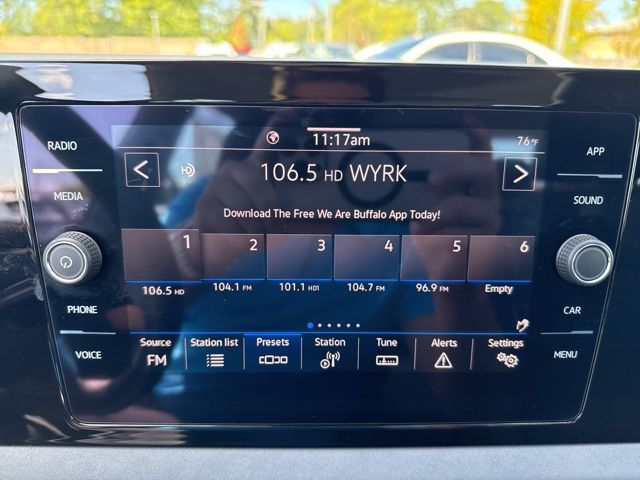 RADIO
MEDIA
PHONE
VOICE
11:17am
76°F
HD
106.5 HD WYRK
Download The Free We Are Buffalo App Today!
1 2 3 4 5 6
106.5 HD 104.1 FM 101.1 HD1 104.7 FM 96.9 FM Empty
Source Station list Presets Station Tune Alerts Settings
FM
APP
SOUND
CAR
MENU